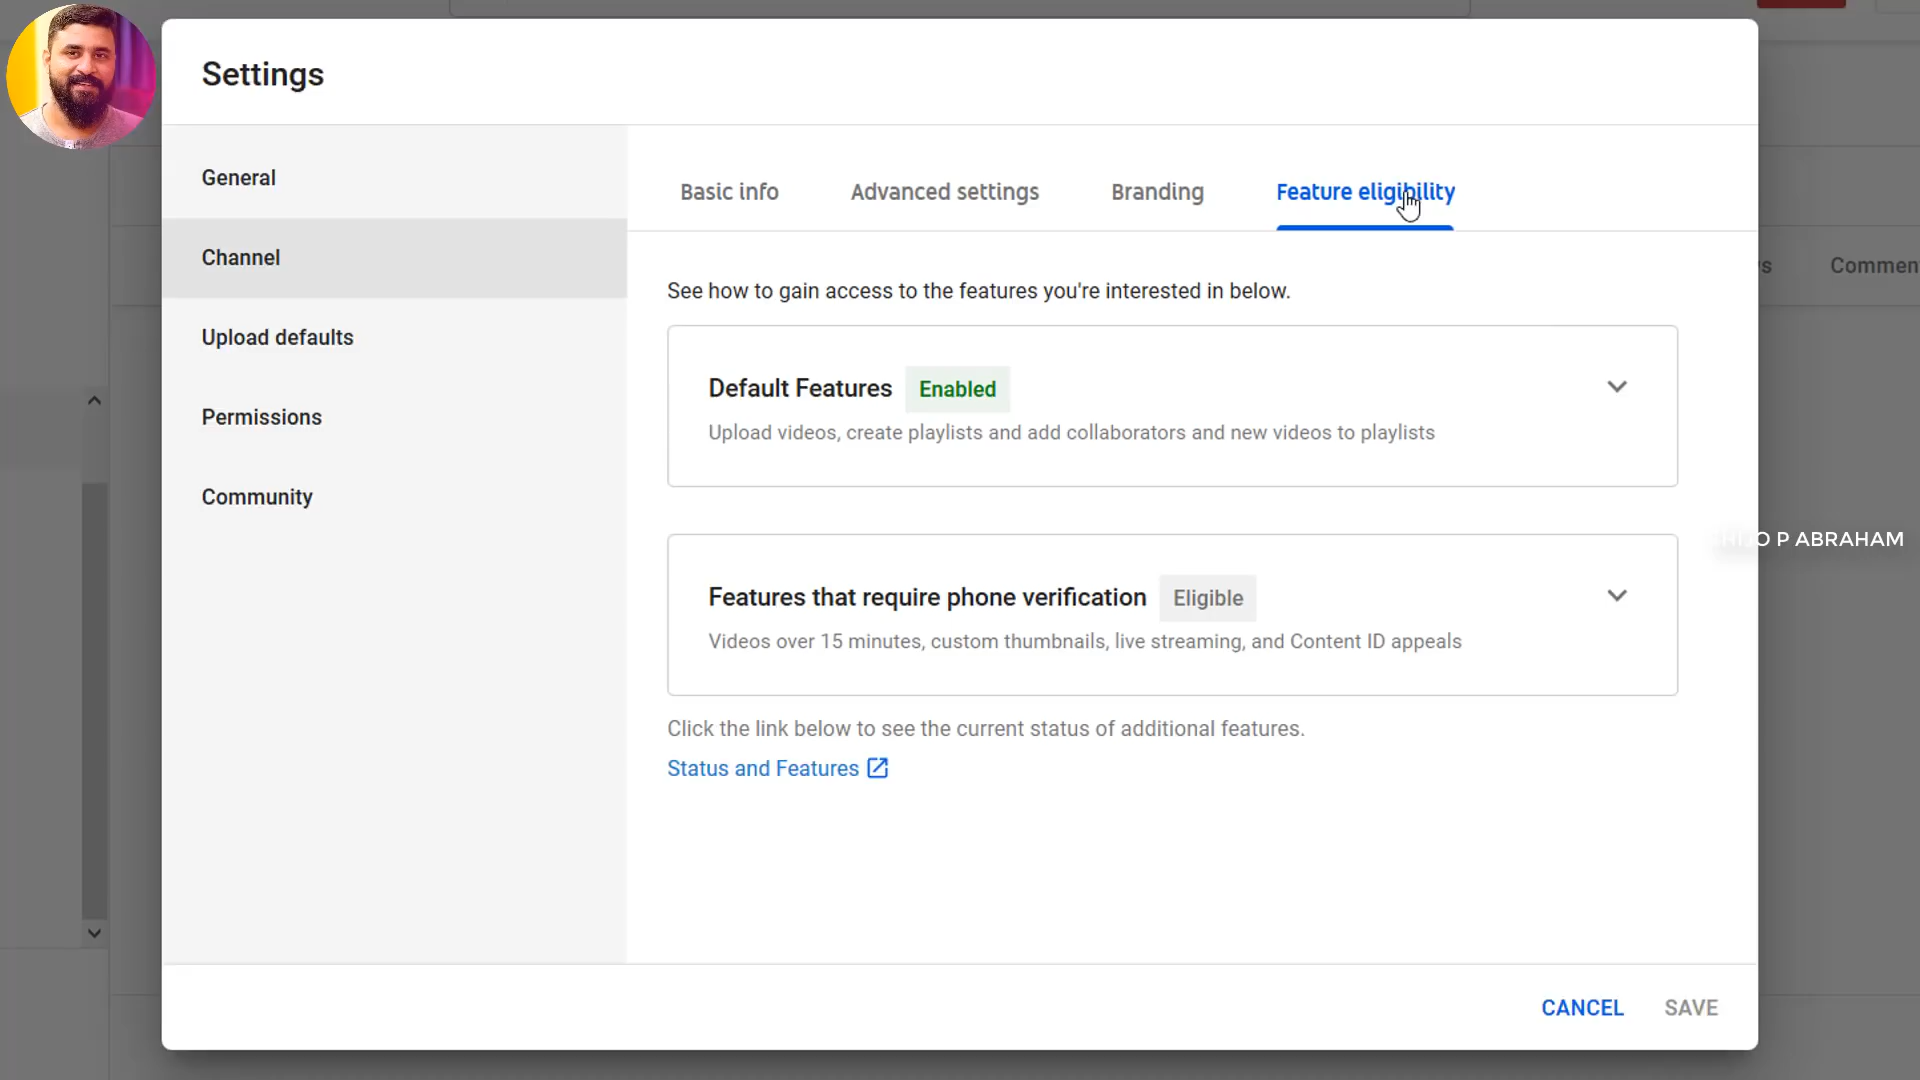 Settings
General
Channel
Upload defaults
Permissions
Community
Basic info
Advanced settings
Branding
Feature eligibility
See how to gain access to the features you're interested in below.
Default Features
Enabled
Upload videos, create playlists and add collaborators and new videos to playlists
Features that require phone verification
Eligible
Videos over 15 minutes, custom thumbnails, live streaming, and Content ID appeals
Click the link below to see the current status of additional features.
Status and Features
P ABRAHAM
CANCEL
SAVE